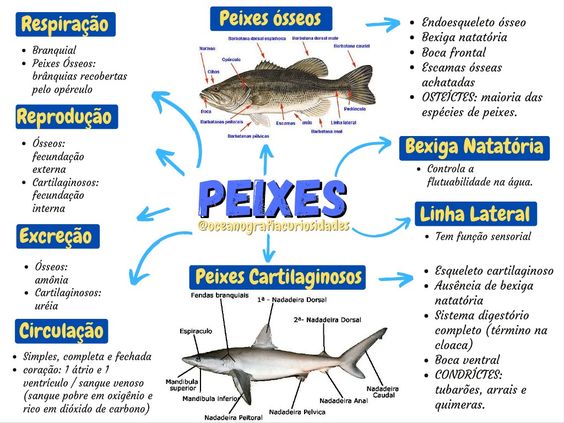 Respiração
• Branquial
• Peixes Ósseos:
brânquias recobertas
pelo opérculo
Reprodução
• Ósseos:
fecundação
externa
• Cartilaginosos:
fecundação
interna
Excreção
• Ósseos:
amônia
• Cartilaginosos:
uréia
Circulação
• Simples, completa e fechada
• coração: 1 átrio e 1
ventrículo / sangue venoso
(sangue pobre em oxigênio e
rico em dióxido de carbono)
Peixes ósseos
Barbatana dorsal espinhosa
Barbatana dorsal mole
Barbatana caudal
Narinas
Opérculo
Olhos
Boca
Barbatanas peitorais
Barbatanas pélvicas
Escamas
ânus
Barbatana anal
Linha lateral
Pedúnculo
PEIXES
@oceanografiacuriosidades
Peixes Cartilaginosos
Fendas branquiais
1ª - Nadadeira Dorsal
2ª- Nadadeira Dorsal
Espiraculo
Mandibula
superior
Mandibula inferior
Nadadeira Peitoral
Nadadeira Pelvica
Nadadeira Anal
Nadadeira
Caudal
• Endoesqueleto ósseo
• Bexiga natatória
• Boca frontal
• Escamas ósseas
achatadas
• OSTEÍCTES: maioria das
espécies de peixes.
Bexiga Natatória
• Controla a
flutuabilidade na água.
Linha Lateral
• Tem função sensorial
• Esqueleto cartilaginoso
• Ausência de bexiga
natatória
• Sistema digestório
completo (término na
cloaca)
• Boca ventral
• CONDRÍCTES:
tubarões, arrais e
quimeras.